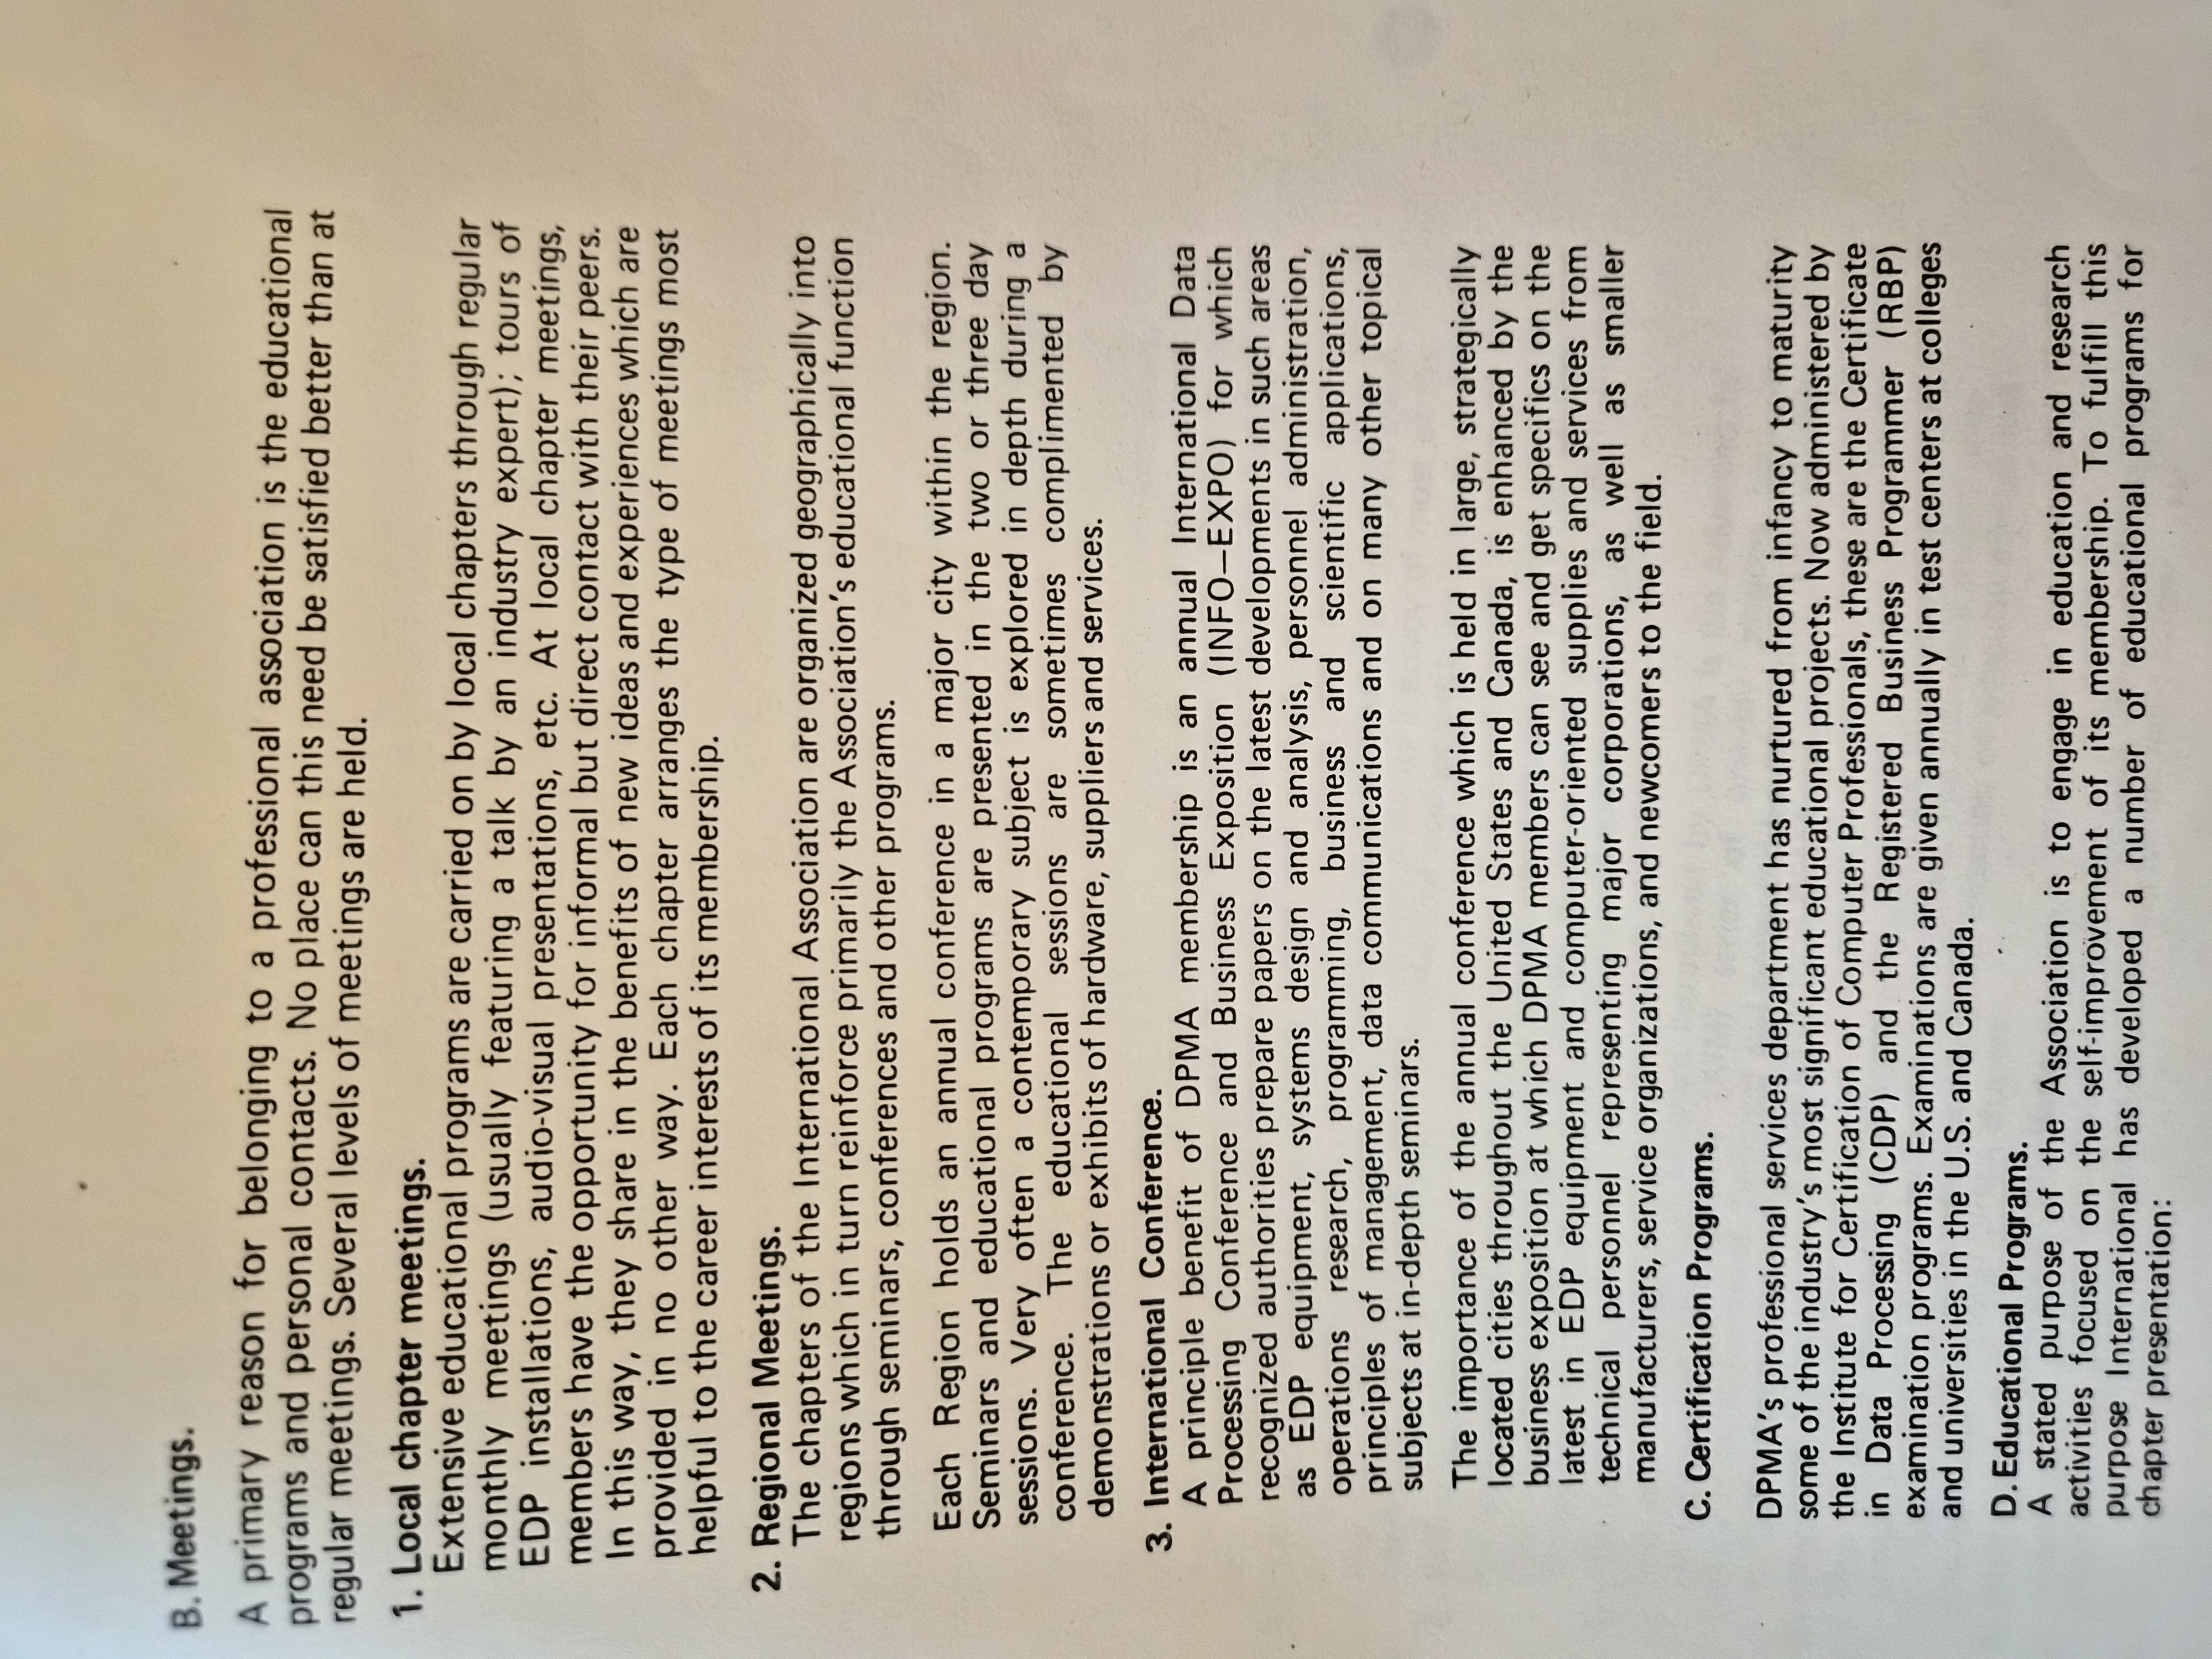 B. Meetings.
A primary reason for belonging to a professional association is the educational
programs and personal contacts. No place can this need be satisfied better than at
regular meetings. Several levels of meetings are held.
1. Local chapter meetings.
Extensive educational programs are carried on by local chapters through regular
monthly meetings (usually featuring a talk by an industry expert); tours of
EDP installations, audio-visual presentations, etc. At local chapter meetings,
members have the opportunity for informal but direct contact with their peers.
In this way, they share in the benefits of new ideas and experiences which are
provided in no other way. Each chapter arranges the type of meetings most
helpful to the career interests of its membership.
2. Regional Meetings.
The chapters of the International Association are organized geographically into
regions which in turn reinforce primarily the Association's educational function
through seminars, conferences and other programs.
Each Region holds an annual conference in a major city within the region.
Seminars and educational programs are presented in the two or three day
sessions. Very often a contemporary subject is explored in depth during a
conference. The educational sessions are sometimes complimented by
demonstrations or exhibits of hardware, suppliers and services.
3. International Conference.
A principle benefit of DPMA membership is an annual International Data
Processing Conference and Business Exposition (INFO—EXPO) for which
recognized authorities prepare papers on the latest developments in such areas
as EDP equipment, systems design and analysis, personnel administration,
operations research, programming, business and scientific applications,
principles of management, data communications and on many other topical
subjects at in-depth seminars.
The importance of the annual conference which is held in large, strategically
located cities throughout the United States and Canada, is enhanced by the
business exposition at which DPMA members can see and get specifics on the
latest in EDP equipment and computer-oriented supplies and services from
technical personnel representing major corporations, as well as smaller
manufacturers, service organizations, and newcomers to the field.
C. Certification Programs.
DPMA's professional services department has nurtured from infancy to maturity
some of the industry's most significant educational projects. Now administered by
the Institute for Certification of Computer Professionals, these are the Certificate
in Data Processing (CDP) and the Registered Business Programmer (RBP)
examination programs. Examinations are given annually in test centers at colleges
and universities in the U.S. and Canada.
D. Educational Programs.
A stated purpose of the Association is to engage in education and research
activities focused on the self-improvement of its membership. To fulfill this
purpose International has developed a number of educational programs for
chapter presentation: